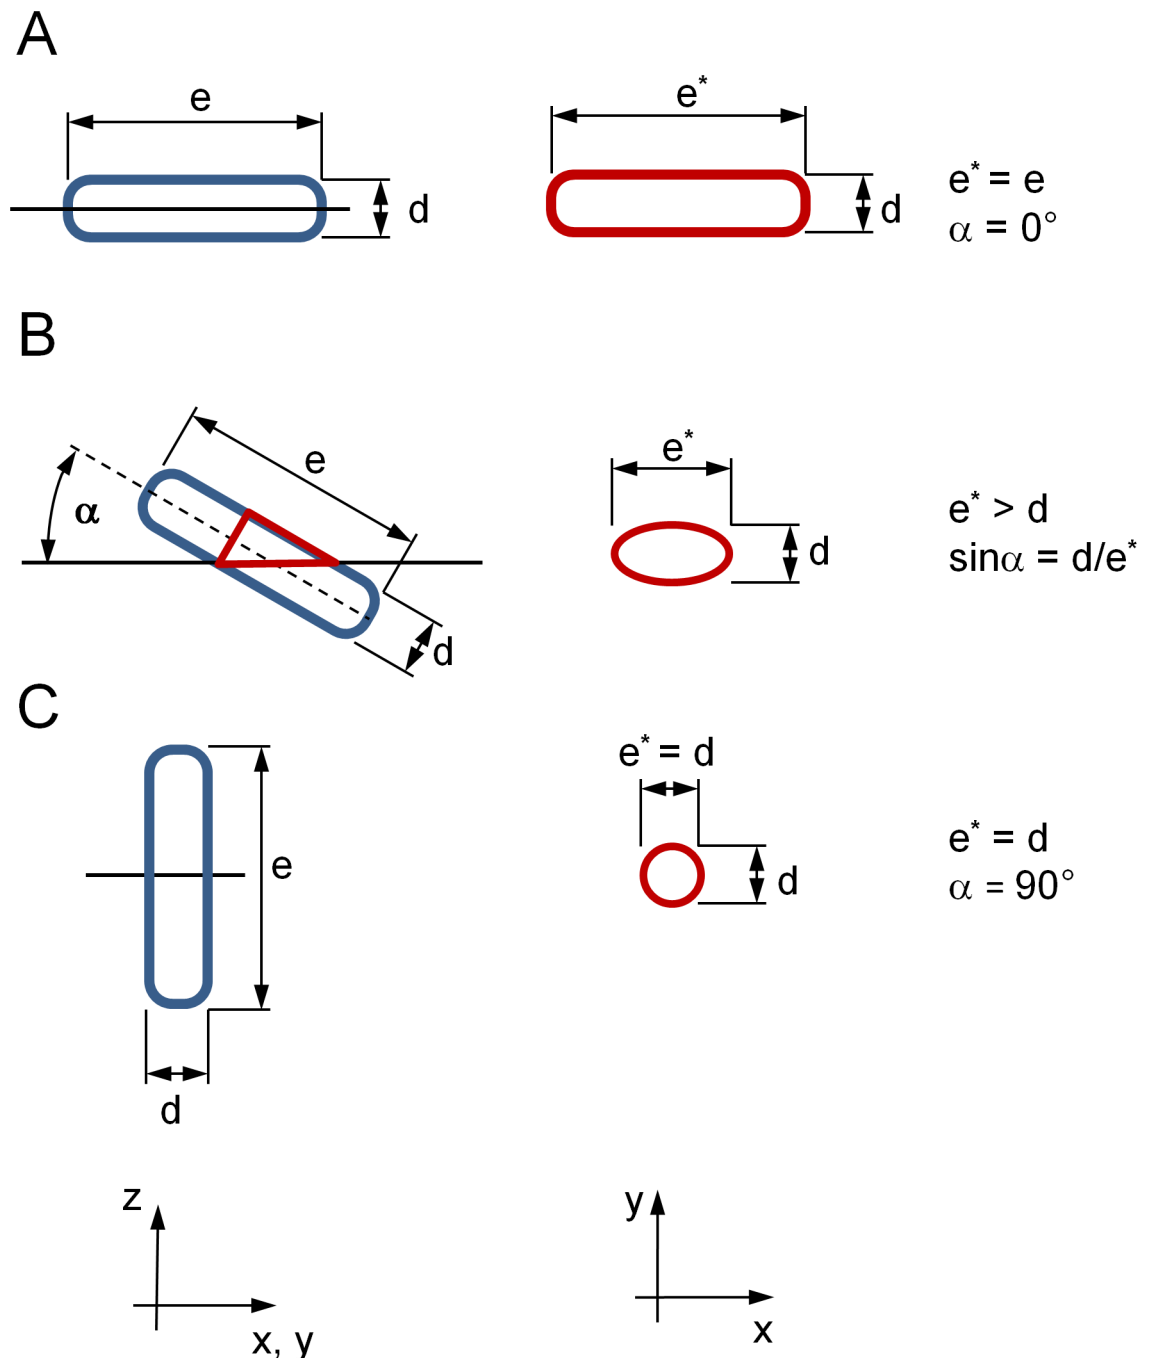 A
e
d
e*
d
e* = e
α = 0°
B
α
e
d
e*
d
e* > d
sinα = d/e*
C
e
d
e* = d
d
e* = d
α = 90°
z
x, y
y
x